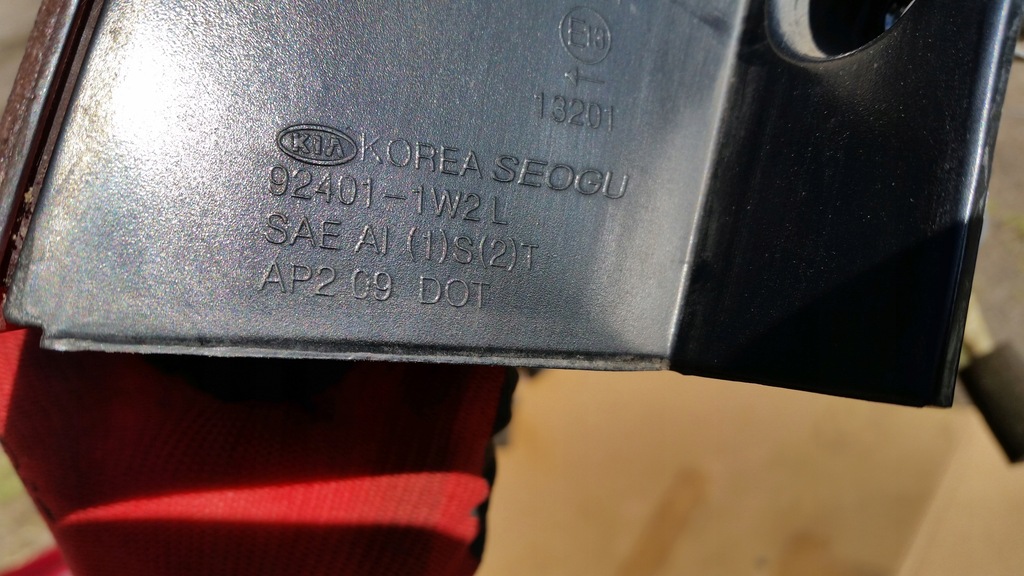 E13
13201
KIA KOREA SEOGU
92401-1W2 L
SAE AI (1)S(2)T
AP2 09 DOT